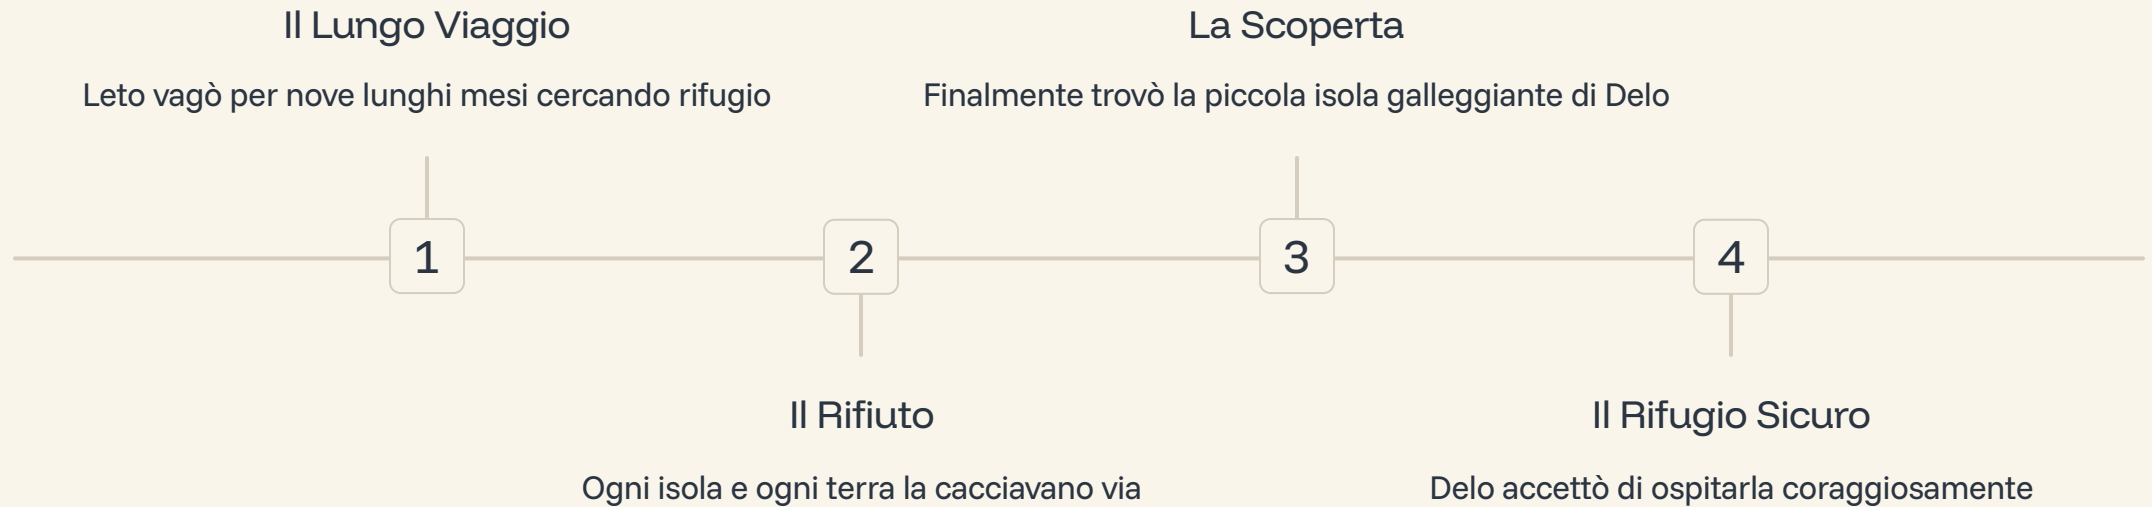 Il Lungo Viaggio
Leto vagò per nove lunghi mesi cercando rifugio
La Scoperta
Finalmente trovò la piccola isola galleggiante di Delo
1
2
3
4
Il Rifiuto
Ogni isola e ogni terra la cacciavano via
Il Rifugio Sicuro
Delo accettò di ospitarla coraggiosamente